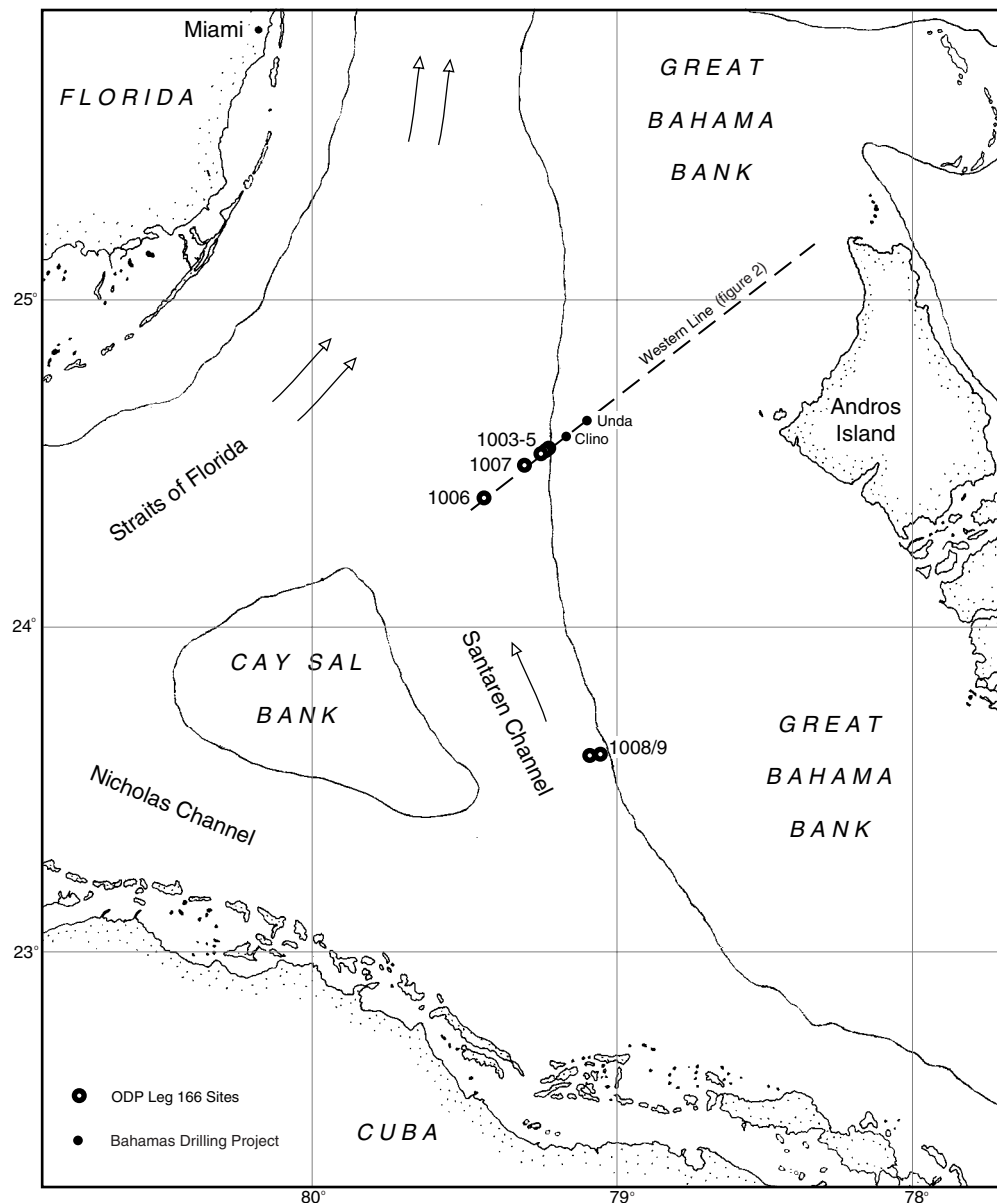 Miami
FLORIDA
GREAT
BAHAMA
BANK
25°
Western Line (figure 2)
Andros
Island
Unda
Clino
1003-5
1007
1006
Straits of Florida
24°
CAY SAL
BANK
Santaren Channel
1008/9
GREAT
BAHAMA
BANK
Nicholas Channel
23°
ODP Leg 166 Sites
Bahamas Drilling Project
CUBA
80°
79°
78°